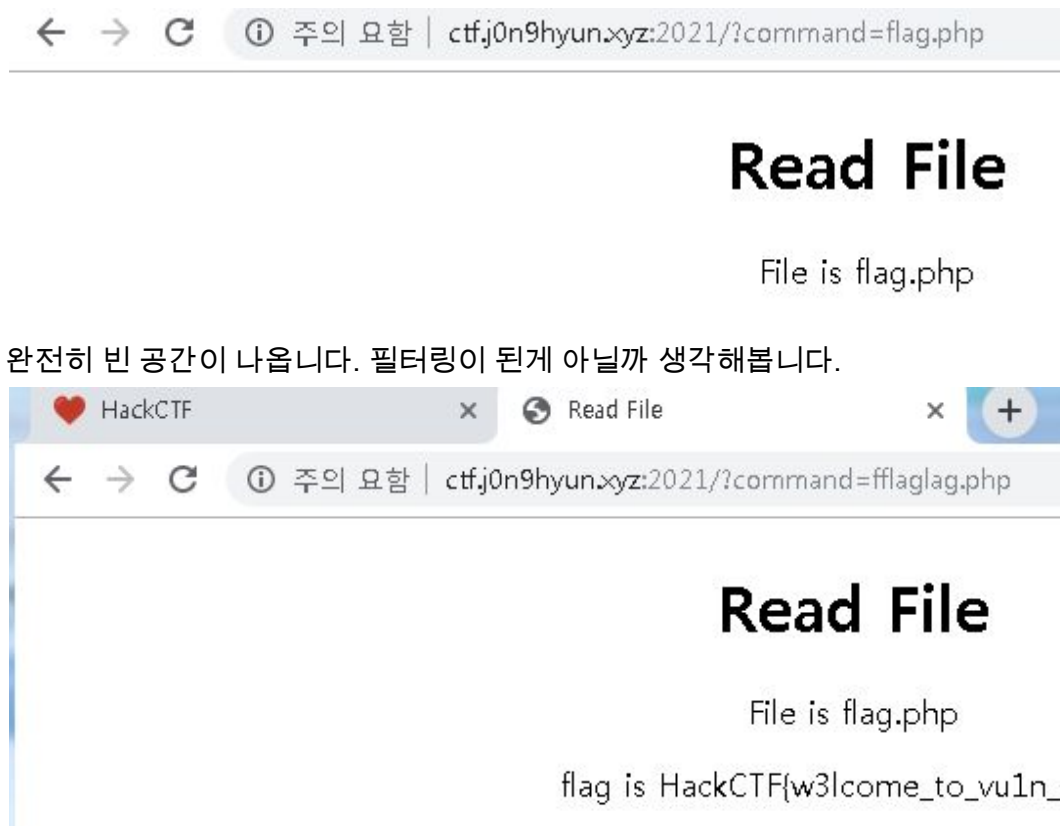 주의 요함 | ctf.j0n9hyun.xyz:2021/?command=flag.php
Read File
File is flag.php
완전히 빈 공간이 나옵니다. 필터링이 된게 아닐까 생각해봅니다.
HackCTF × Read File × +
주의 요함 | ctf.j0n9hyun.xyz:2021/?command=fflaglag.php
Read File
File is flag.php
flag is HackCTF{w3lcome_to_vu1n_